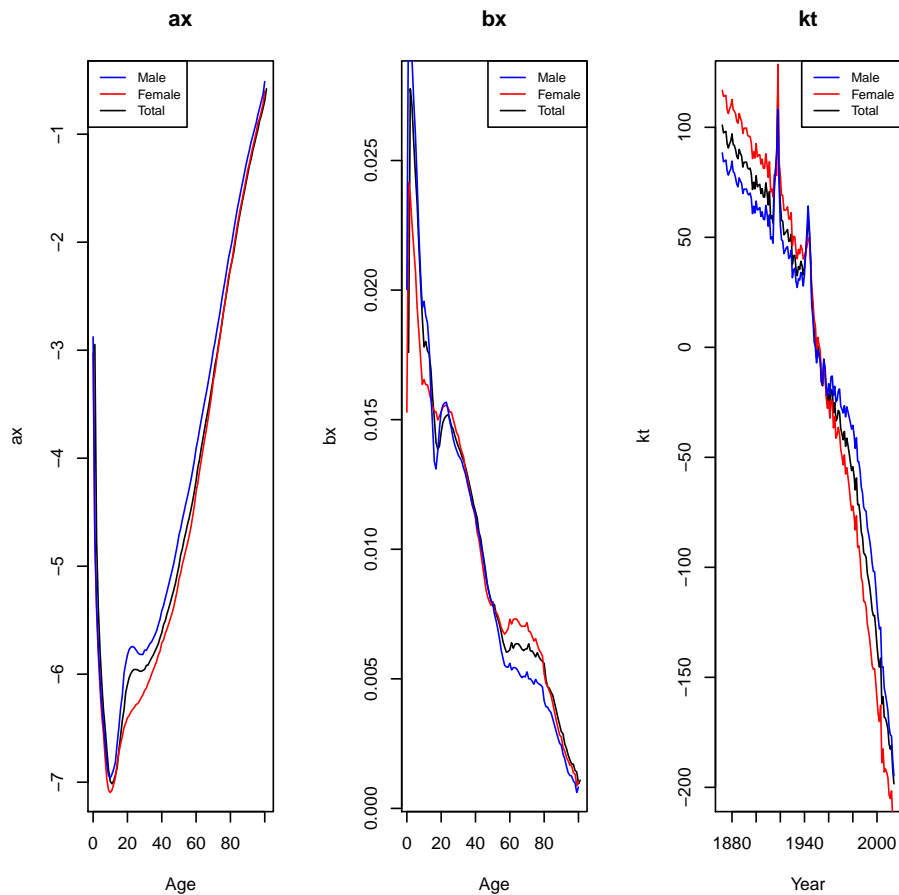 ax
Male
Female
Total
-1
-2
-3
-4
-5
-6
-7
ax
0 20 40 60 80
Age
bx
Male
Female
Total
0.025
0.020
0.015
0.010
0.005
0.000
bx
0 20 40 60 80
Age
kt
Male
Female
Total
100
50
0
-50
-100
-150
-200
kt
1880 1940 2000
Year